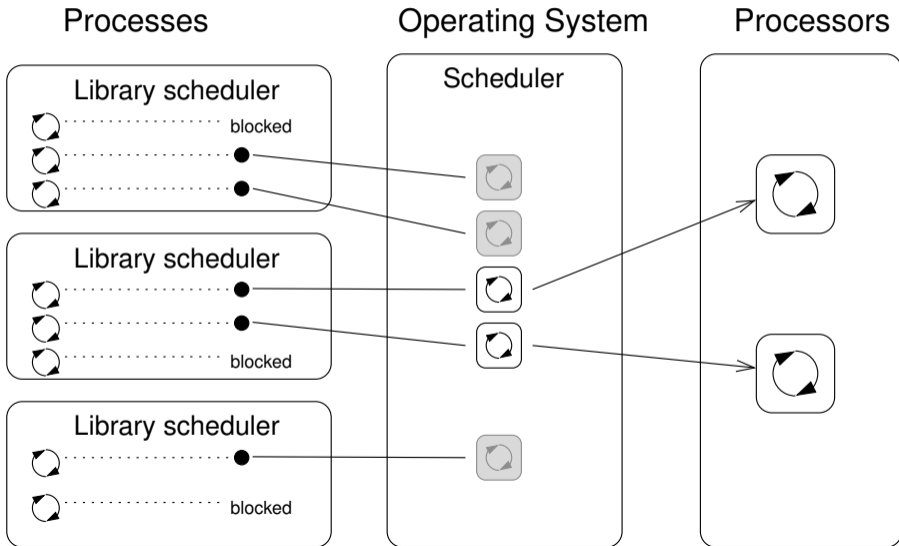 Processes
Operating System
Processors
Library scheduler
blocked
Library scheduler
blocked
Library scheduler
blocked
Scheduler